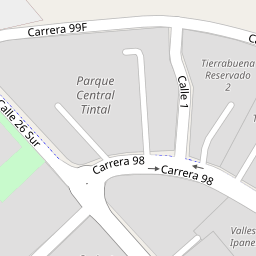 Carrera 99F
Parque
Central
Tintal
Tierrabuena
Reservado
2
Calle 1
Calle 26 Sur
Carrera 98
Carrera 98
Valles
Ipane